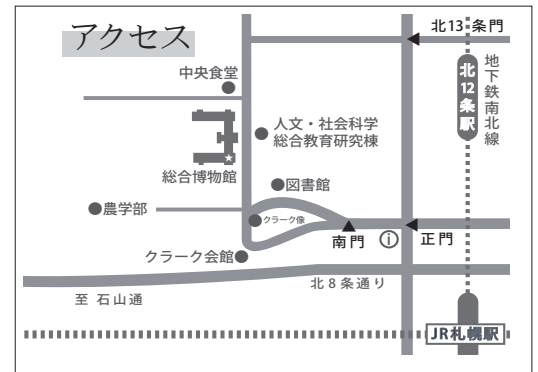 アクセス
北13条門
中央食堂
北12条駅
地下鉄南北線
人文・社会科学
総合教育研究棟
総合博物館
図書館
農学部
クラーク像
南門
i
正門
クラーク会館
北8条通り
至 石山通
JR札幌駅